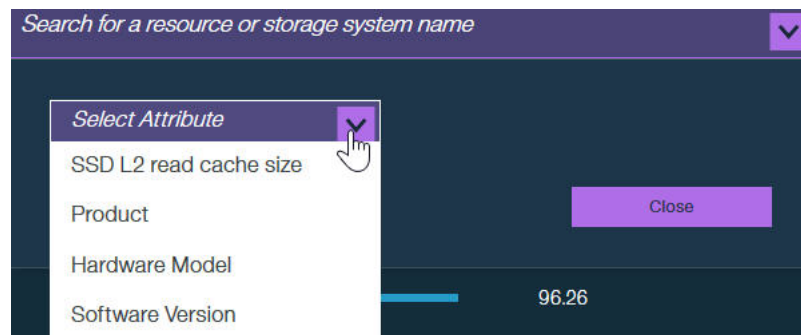 Search for a resource or storage system name
Select Attribute
SSD L2 read cache size
Product
Close
Hardware Model
96.26
Software Version